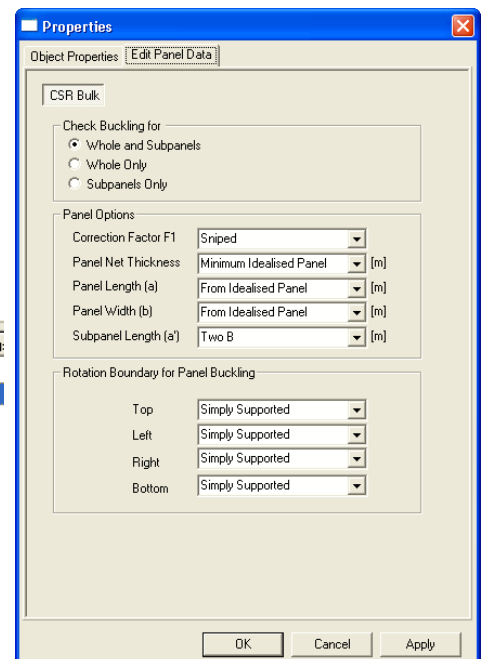 Properties
Object Properties Edit Panel Data
CSR Bulk
Check Buckling for
Whole and Subpanels
Whole Only
Subpanels Only
Panel Options
Correction Factor F1 Sniped
Panel Net Thickness Minimum Idealised Panel [m]
Panel Length (a) From Idealised Panel [m]
Panel Width (b) From Idealised Panel [m]
Subpanel Length (a') Two B [m]
Rotation Boundary for Panel Buckling
Top Simply Supported
Left Simply Supported
Right Simply Supported
Bottom Simply Supported
OK Cancel Apply